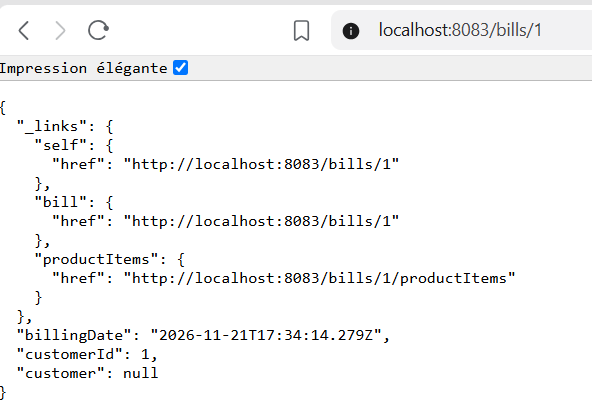 localhost:8083/bills/1
Impression élégante
{
  "_links": {
    "self": {
      "href": "http://localhost:8083/bills/1"
    },
    "bill": {
      "href": "http://localhost:8083/bills/1"
    },
    "productItems": {
      "href": "http://localhost:8083/bills/1/productItems"
    }
  },
  "billingDate": "2026-11-21T17:34:14.279Z",
  "customerId": 1,
  "customer": null
}